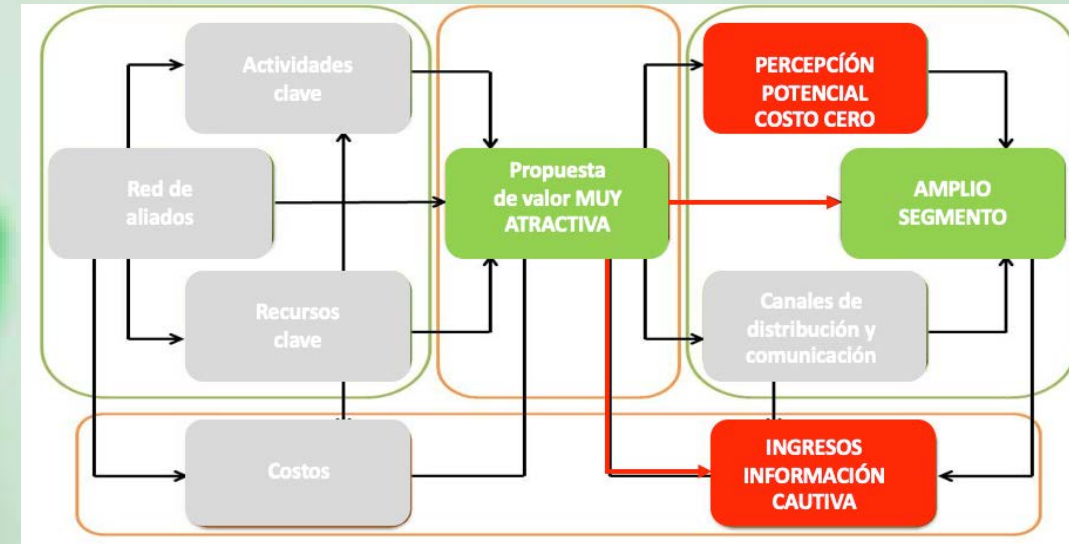 Actividades
clave
PERCEPCÍÓN
POTENCIAL
COSTO CERO
Red de
aliados
Propuesta
de valor MUY
ATRACTIVA
AMPLIO
SEGMENTO
Recursos
clave
Canales de
distribución y
comunicación
Costos
INGRESOS
INFORMACIÓN
CAUTIVA